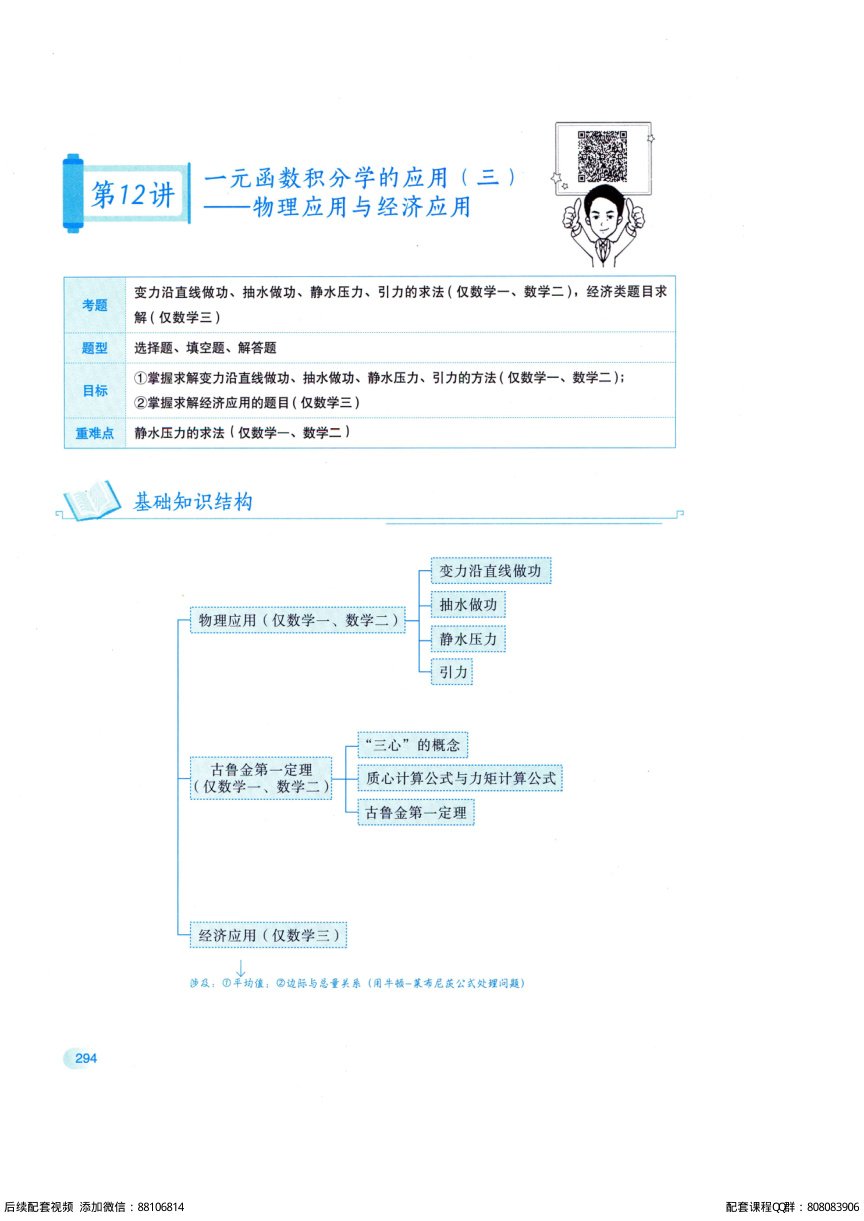 第12讲
一元函数积分学的应用(三)
——物理应用与经济应用
考题
变力沿直线做功、抽水做功、静水压力、引力的求法(仅数学一、数学二),经济类题目求
解(仅数学三)
题型
选择题、填空题、解答题
目标
①掌握求解变力沿直线做功、抽水做功、静水压力、引力的方法(仅数学一、数学二);
②掌握求解经济应用的题目(仅数学三)
重难点
静水压力的求法(仅数学一、数学二)
基础知识结构
物理应用(仅数学一、数学二)
变力沿直线做功
抽水做功
静水压力
引力
古鲁金第一定理
(仅数学一、数学二)
“三心”的概念
质心计算公式与力矩计算公式
古鲁金第一定理
经济应用(仅数学三)
涉及:①平均值;②边际与总量关系(用牛顿-莱布尼茨公式处理问题)
294
后续配套视频 添加微信:88106814
配套课程QQ群:808083906